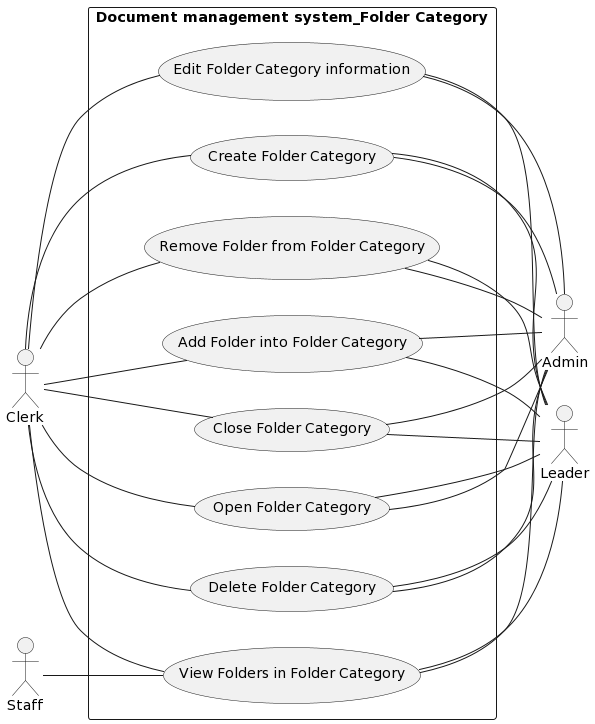 Document management system_Folder Category
Edit Folder Category information
Create Folder Category
Remove Folder from Folder Category
Add Folder into Folder Category
Admin
Clerk
Close Folder Category
Leader
Open Folder Category
Delete Folder Category
View Folders in Folder Category
Staff